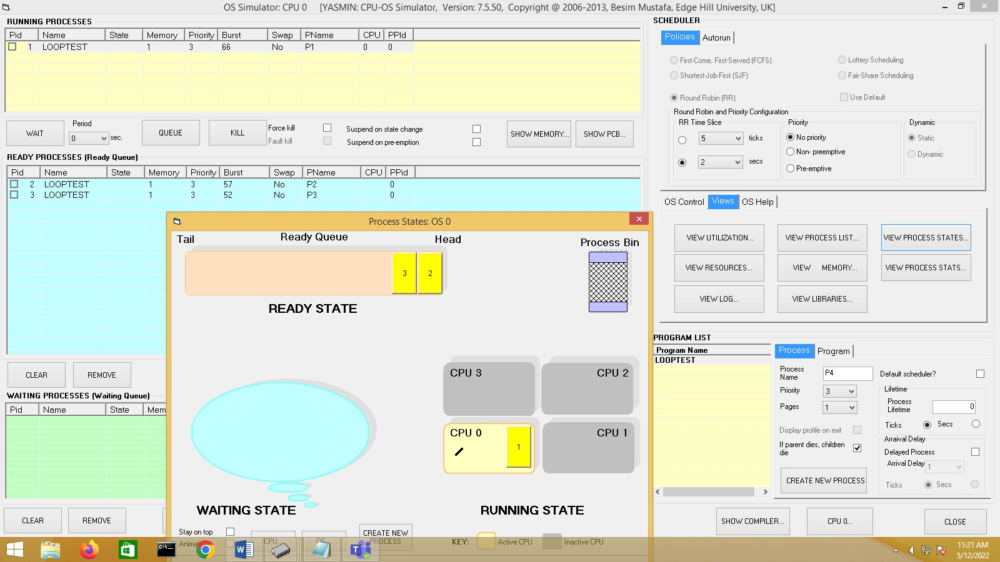 OS Simulator: CPU 0 [YASMIN: CPU-OS Simulator, Version: 7.5.50, Copyright @ 2006-2013, Besim Mustafa, Edge Hill University, UK]
RUNNING PROCESSES
Pid Name State Memory Priority Burst Swap PName CPU PPId
1 LOOPTEST 1 3 66 No P1 0 0
WAIT
Period
0 sec.
QUEUE
KILL
Force kill
Fault kill
Suspend on state change
Suspend on pre-emption
SHOW MEMORY...
SHOW PCB...
READY PROCESSES (Ready Queue)
Pid Name State Memory Priority Burst Swap PName CPU PPid
2 LOOPTEST 1 3 57 No P2 0
3 LOOPTEST 1 3 52 No P3 0
CLEAR
REMOVE
WAITING PROCESSES (Waiting Queue)
Pid Name State Mem
CLEAR
REMOVE
Process States: OS 0
Tail
Ready Queue
Head
Process Bin
3 2
READY STATE
CPU 3
CPU 2
CPU 0
1
CPU 1
WAITING STATE
RUNNING STATE
Stay on top
Anima
CPU...
OS
CREATE NEW
PROCESS
KEY: Active CPU Inactive CPU
SCHEDULER
Policies Autorun
First-Come, First-Served (FCFS)
Lottery Scheduling
Shortest-Job-First (SJF)
Fair-Share Scheduling
Round Robin (RR)
Use Default
Round Robin and Priority Configuration
RR Time Slice
5 ticks
2 secs
Priority
No priority
Non- preemptive
Pre-emptive
Dynamic
Static
Dynamic
OS Control Views OS Help
VIEW UTILIZATION...
VIEW PROCESS LIST...
VIEW PROCESS STATES...
VIEW RESOURCES...
VIEW MEMORY...
VIEW PROCESS STATS...
VIEW LOG...
VIEW LIBRARIES...
PROGRAM LIST
Program Name
LOOPTEST
Process Program
Process
Name
P4
Priority
3
Pages
1
Display profile on exit
If parent dies, children
die
CREATE NEW PROCESS
Default scheduler?
Lifetime
Process
Lifetime
0
Ticks Secs
Arraival Delay
Delayed Process
Arrival Delay
1
Ticks Secs
SHOW COMPILER...
CPU 0...
CLOSE
11:21 AM
5/12/2022